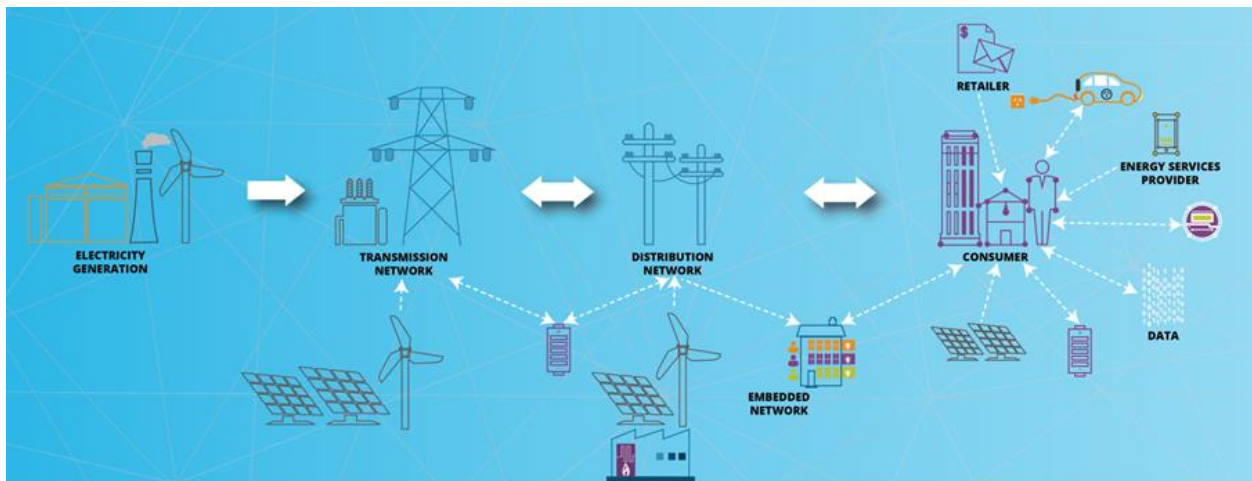 $
RETAILER
ENERGY SERVICES
PROVIDER
ELECTRICITY
GENERATION
TRANSMISSION
NETWORK
DISTRIBUTION
NETWORK
CONSUMER
DATA
EMBEDDED
NETWORK